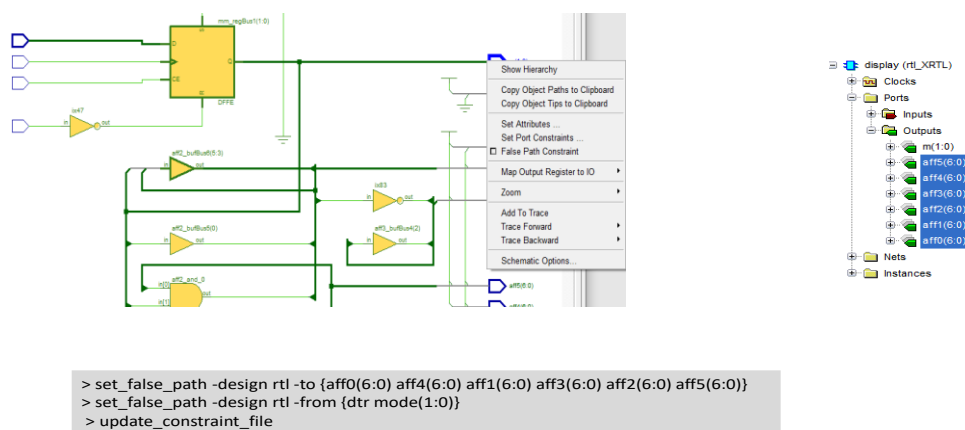 mm_regBus1(1:0)
D
Q
CE
R
DFFE
ix47
in
out
aff2_bufBus6(5:3)
in
out
ix83
in
out
aff2_bufBus5(0)
in
out
aff3_bufBus4(2)
in
out
aff2_and_0
in[0]
out
in[1]
Show Hierarchy
Copy Object Paths to Clipboard
Copy Object Tips to Clipboard
Set Attributes ...
Set Port Constraints ...
False Path Constraint
Map Output Register to IO
Zoom
Add To Trace
Trace Forward
Trace Backward
Schematic Options...
aff5(6:0)
display (rtl_XRTL)
Clocks
Ports
Inputs
Outputs
m(1:0)
aff5(6:0)
aff4(6:0)
aff3(6:0)
aff2(6:0)
aff1(6:0)
aff0(6:0)
Nets
Instances
> set_false_path -design rtl -to {aff0(6:0) aff4(6:0) aff1(6:0) aff3(6:0) aff2(6:0) aff5(6:0)}
> set_false_path -design rtl -from {dtr mode(1:0)}
> update_constraint_file